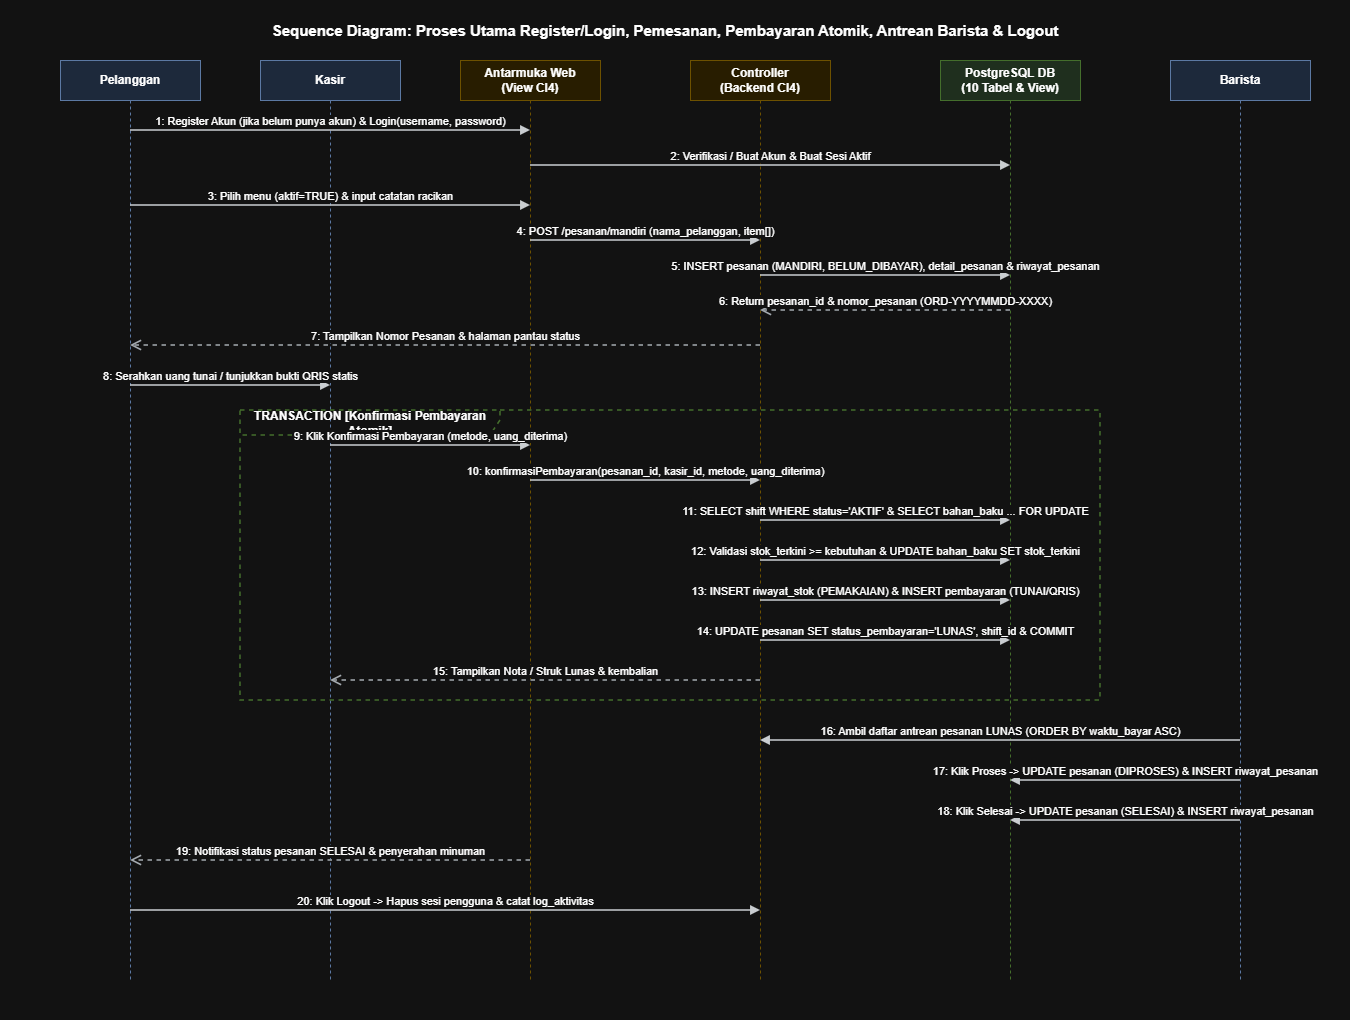 Sequence Diagram: Proses Utama Register/Login, Pemesanan, Pembayaran Atomik, Antrean Barista & Logout
Pelanggan
Kasir
Antarmuka Web
(View CI4)
Controller
(Backend CI4)
PostgreSQL DB
(10 Tabel & View)
Barista
1: Register Akun (jika belum punya akun) & Login(username, password)
2: Verifikasi / Buat Akun & Buat Sesi Aktif
3: Pilih menu (aktif=TRUE) & input catatan racikan
4: POST /pesanan/mandiri (nama_pelanggan, item[])
5: INSERT pesanan (MANDIRI, BELUM_DIBAYAR), detail_pesanan & riwayat_pesanan
6: Return pesanan_id & nomor_pesanan (ORD-YYYYMMDD-XXXX)
7: Tampilkan Nomor Pesanan & halaman pantau status
8: Serahkan uang tunai / tunjukkan bukti QRIS statis
TRANSACTION [Konfirmasi Pembayaran
Atomik]
9: Klik Konfirmasi Pembayaran (metode, uang_diterima)
10: konfirmasiPembayaran(pesanan_id, kasir_id, metode, uang_diterima)
11: SELECT shift WHERE status='AKTIF' & SELECT bahan_baku ... FOR UPDATE
12: Validasi stok_terkini >= kebutuhan & UPDATE bahan_baku SET stok_terkini
13: INSERT riwayat_stok (PEMAKAIAN) & INSERT pembayaran (TUNAI/QRIS)
14: UPDATE pesanan SET status_pembayaran='LUNAS', shift_id & COMMIT
15: Tampilkan Nota / Struk Lunas & kembalian
16: Ambil daftar antrean pesanan LUNAS (ORDER BY waktu_bayar ASC)
17: Klik Proses -> UPDATE pesanan (DIPROSES) & INSERT riwayat_pesanan
18: Klik Selesai -> UPDATE pesanan (SELESAI) & INSERT riwayat_pesanan
19: Notifikasi status pesanan SELESAI & penyerahan minuman
20: Klik Logout -> Hapus sesi pengguna & catat log_aktivitas